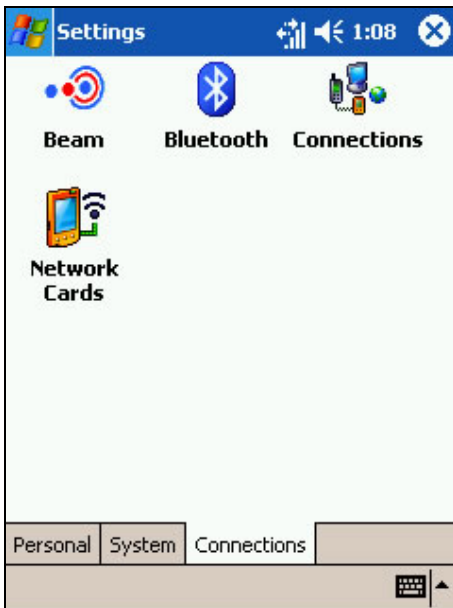 Settings 1:08
Beam Bluetooth Connections
Network
Cards
Personal System Connections